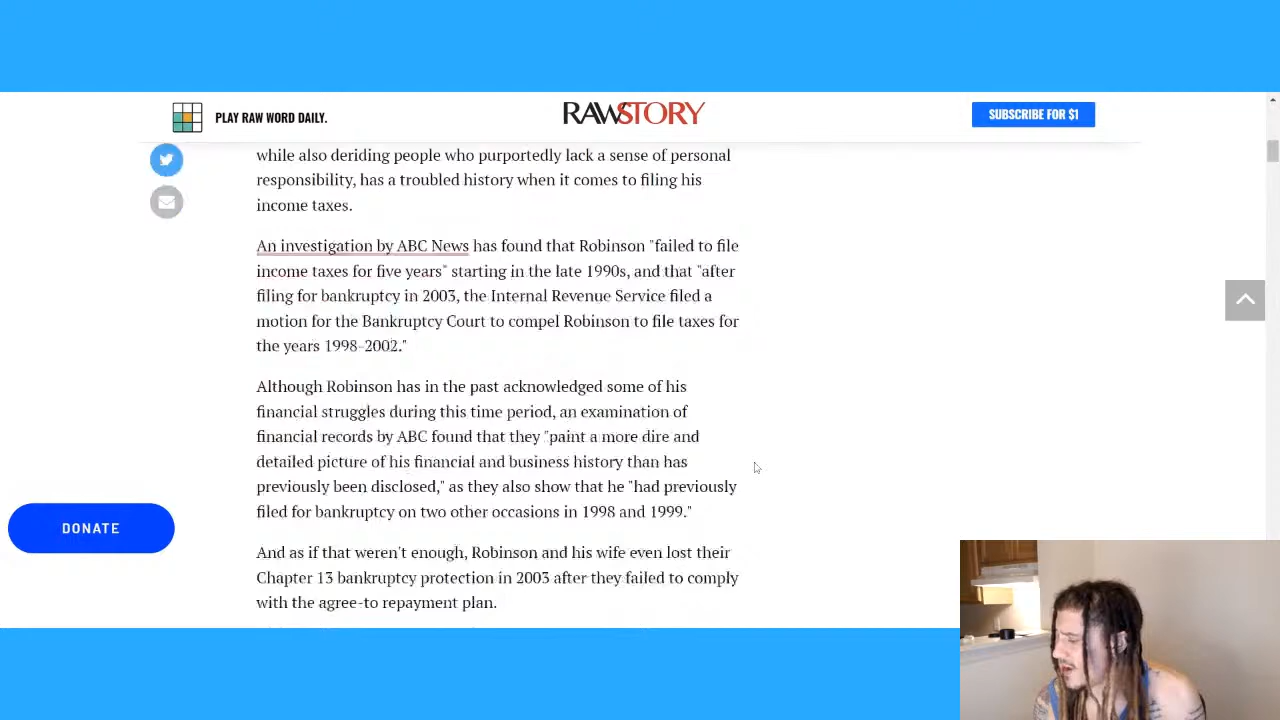 PLAY RAW WORD DAILY.
RAWSTORY
SUBSCRIBE FOR $1
while also deriding people who purportedly lack a sense of personal
responsibility, has a troubled history when it comes to filing his
income taxes.
An investigation by ABC News has found that Robinson "failed to file
income taxes for five years" starting in the late 1990s, and that "after
filing for bankruptcy in 2003, the Internal Revenue Service filed a
motion for the Bankruptcy Court to compel Robinson to file taxes for
the years 1998-2002."
Although Robinson has in the past acknowledged some of his
financial struggles during this time period, an examination of
financial records by ABC found that they "paint a more dire and
detailed picture of his financial and business history than has
previously been disclosed," as they also show that he "had previously
filed for bankruptcy on two other occasions in 1998 and 1999."
DONATE
And as if that weren't enough, Robinson and his wife even lost their
Chapter 13 bankruptcy protection in 2003 after they failed to comply
with the agree-to repayment plan.